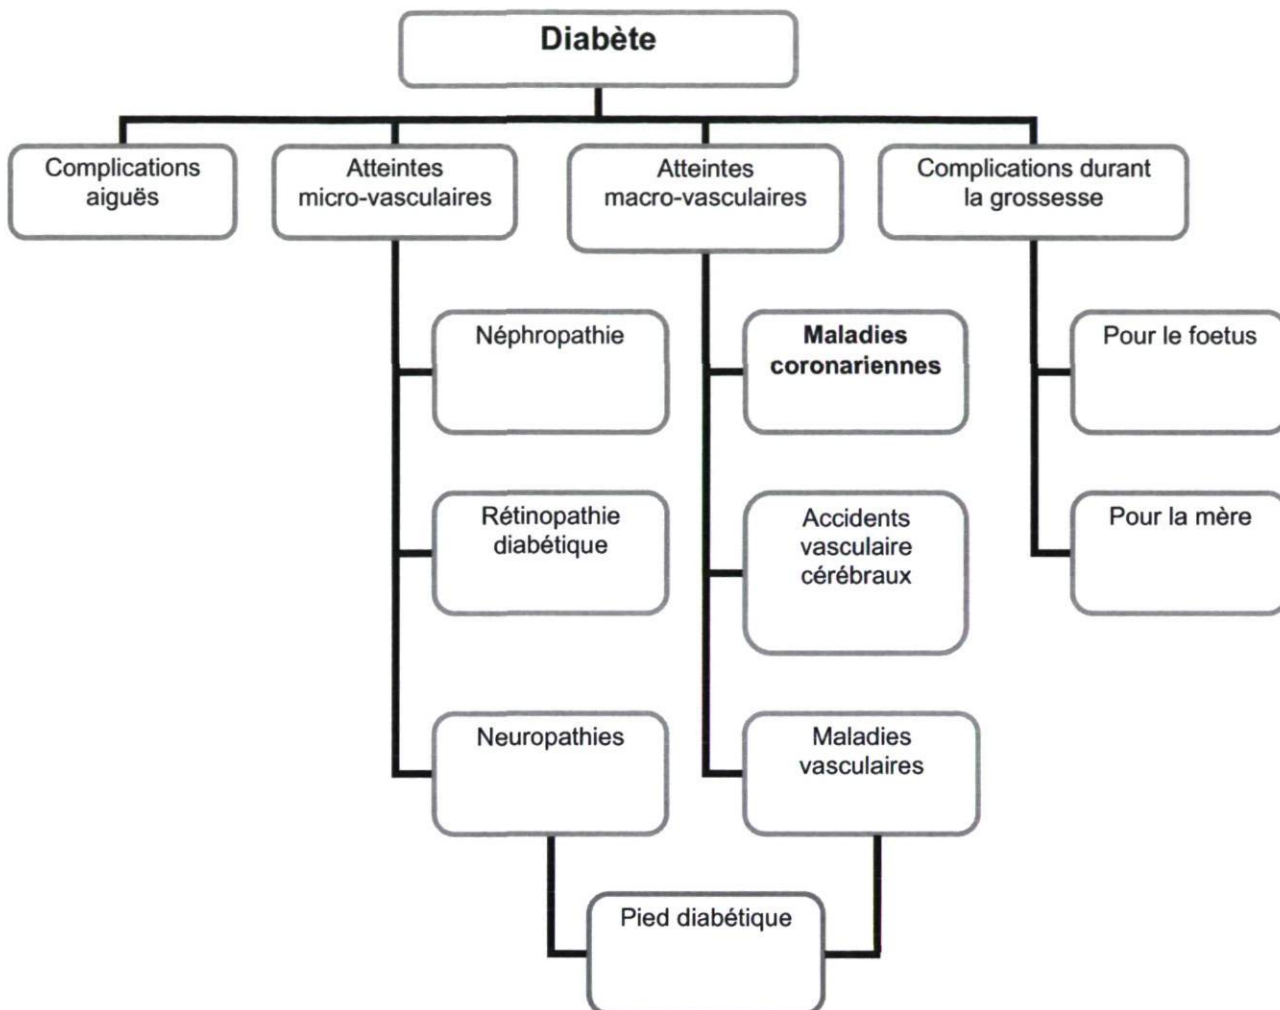 Diabète
Complications
aiguës
Atteintes
micro-vasculaires
Atteintes
macro-vasculaires
Complications durant
la grossesse
Néphropathie
Maladies
coronariennes
Pour le foetus
Rétinopathie
diabétique
Accidents
vasculaire
cérébraux
Pour la mère
Neuropathies
Maladies
vasculaires
Pied diabétique